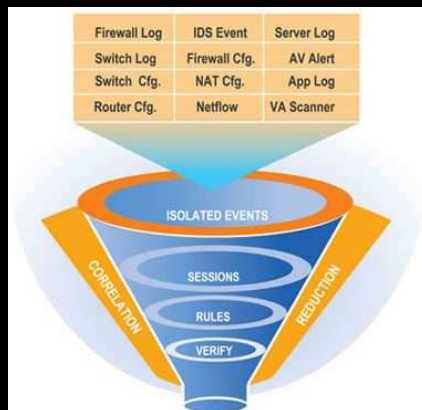 Firewall Log IDS Event Server Log
Switch Log Firewall Cfg. AV Alert
Switch Cfg. NAT Cfg. App Log
Router Cfg. Netflow VA Scanner
ISOLATED EVENTS
CORRELATION
SESSIONS
REDUCTION
RULES
VERIFY